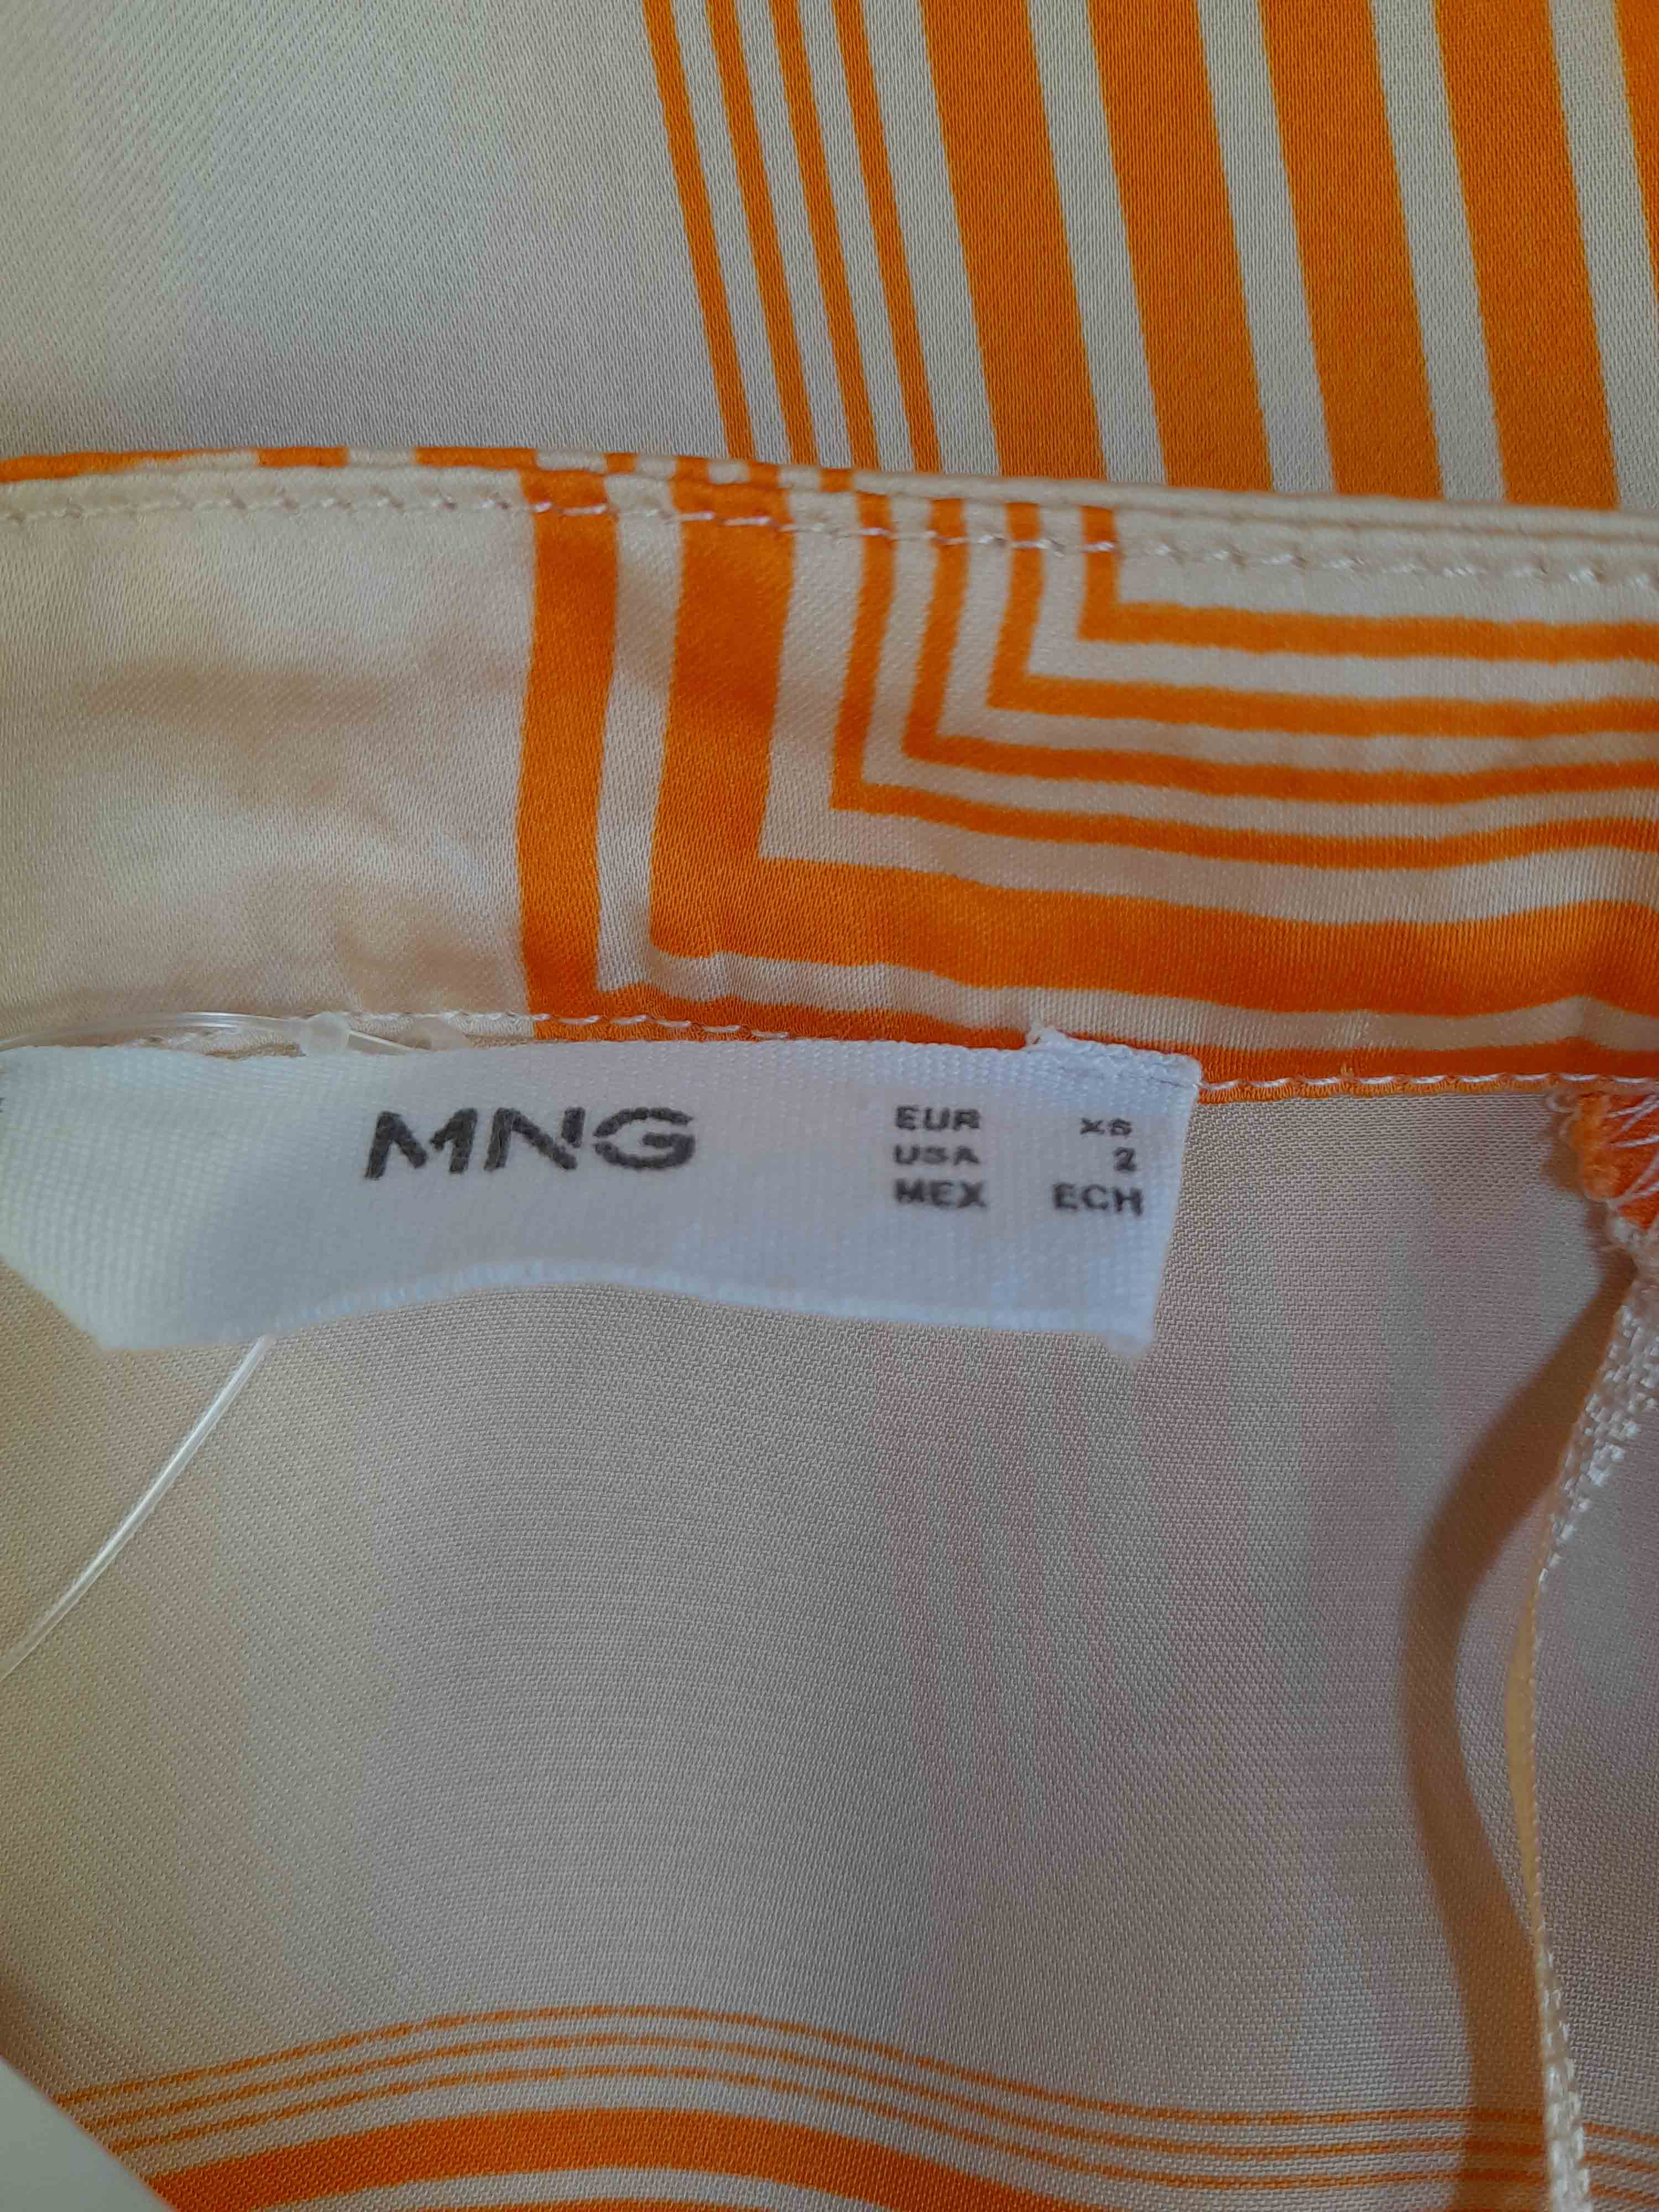 MNG
EUR XS
USA 2
MEX ECH